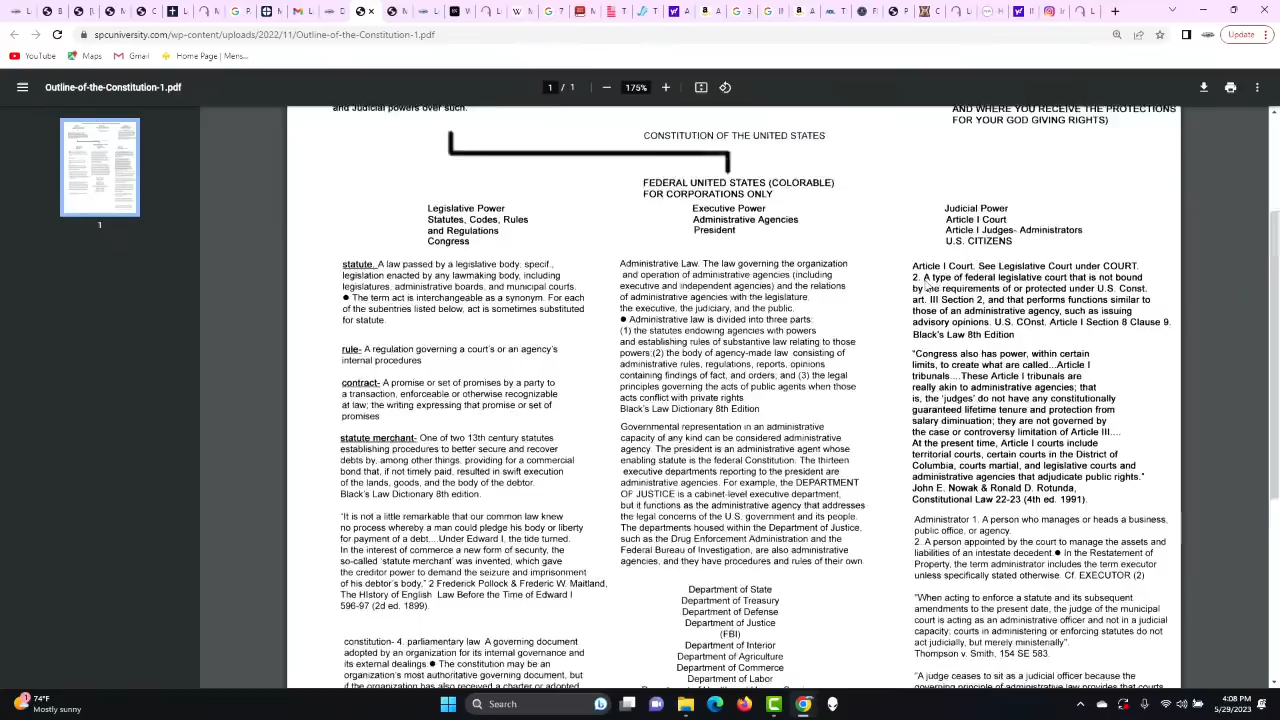 spcuniversity.com/wp-content/uploads/2022/11/Outline-of-the-Constitution-1.pdf
Update
YouTube
Maps
Gmail
Home Page | Mens...
Outline-of-the-Constitution-1.pdf
1 / 1
175%
1
and Judicial powers over such.
AND WHERE YOU RECEIVE THE PROTECTIONS
FOR YOUR GOD GIVING RIGHTS)
CONSTITUTION OF THE UNITED STATES
FEDERAL UNITED STATES (COLORABLE)
FOR CORPORATIONS ONLY
Legislative Power
Statutes, Codes, Rules
and Regulations
Congress
statute. A law passed by a legislative body; specif.,
legislation enacted by any lawmaking body, including
legislatures, administrative boards, and municipal courts.
● The term act is interchangeable as a synonym. For each
of the subentries listed below, act is sometimes substituted
for statute.
rule- A regulation governing a court's or an agency's
internal procedures
contract- A promise or set of promises by a party to
a transaction, enforceable or otherwise recognizable
at law; the writing expressing that promise or set of
promises
statute merchant- One of two 13th century statutes
establishing procedures to better secure and recover
debts by, among other things, providing for a commercial
bond that, if not timely paid, resulted in swift execution
of the lands, goods, and body of the debtor.
Black's Law Dictionary 8th edition.
"It is not a little remarkable that our common law knew
no process whereby a man could pledge his body or liberty
for payment of a debt,...Under Edward I, the tide turned.
In the interest of commerce a new form of security, the
so-called 'statute merchant' was invented, which gave
the creditor power to demand the seizure and imprisonment
of his debtor's body." 2 Frederick Pollock & Frederic W. Maitland,
The HIstory of English Law Before the Time of Edward I
596-97 (2d ed. 1899).
constitution- 4. parliamentary law A governing document
adopted by an organization for its internal governance and
its external dealings.● The constitution may be an
organization's most authoritative governing document, but
if the organization has also received a charter or adopted
Executive Power
Administrative Agencies
President
Administrative Law. The law governing the organization
and operation of administrative agencies (including
executive and independent agencies) and the relations
of administrative agencies with the legislature,
the executive, the judiciary, and the public.
● Administrative law is divided into three parts:
(1) the statutes endowing agencies with powers
and establishing rules of substantive law relating to those
powers;(2) the body of agency-made law consisting of
administrative rules, regulations, reports, opinions
containing findings of fact, and orders; and (3) the legal
principles governing the acts of public agents when those
acts conflict with private rights
Black's Law Dictionary 8th Edition
Governmental representation in an administrative
capacity of any kind can be considered administrative
agency. The president is an administrative agent whose
enabling statute is the federal Constitution. The thirteen
executive departments reporting to the president are
administrative agencies. For example, the DEPARTMENT
OF JUSTICE is a cabinet-level executive department,
but it functions as the administrative agency that addresses
the legal concerns of the U.S. government and its people.
The departments housed within the Department of Justice,
such as the Drug Enforcement Administration and the
Federal Bureau of Investigation, are also administrative
agencies, and they have procedures and rules of their own.
Department of State
Department of Treasury
Department of Defense
Department of Justice
(FBI)
Department of Interior
Department of Agriculture
Department of Commerce
Department of Labor
Judicial Power
Article I Court
Article I Judges- Administrators
U.S. CITIZENS
Article I Court. See Legislative Court under COURT.
2. A type of federal legislative court that is not bound
by the requirements of or protected under U.S. Const.
art. III Section 2, and that performs functions similar to
those of an administrative agency, such as issuing
advisory opinions. U.S. COnst. Article I Section 8 Clause 9.
Black's Law 8th Edition
"Congress also has power, within certain
limits, to create what are called...Article I
tribunals....These Article I tribunals are
really akin to administrative agencies; that
is, the 'judges' do not have any constitutionally
guaranteed lifetime tenure and protection from
salary diminuation; they are not governed by
the case or controversy limitation of Article III....
At the present time, Article I courts include
territorial courts, certain courts in the District of
Columbia, courts martial, and legislative courts and
administrative agencies that adjudicate public rights."
John E. Nowak & Ronald D. Rotunda,
Constitutional Law 22-23 (4th ed. 1991).
Administrator 1. A person who manages or heads a business,
public office, or agency.
2. A person appointed by the court to manage the assets and
liabilities of an intestate decedent.● In the Restatement of
Property, the term administrator includes the term executor
unless specifically stated otherwise. Cf. EXECUTOR (2)
"When acting to enforce a statute and its subsequent
amendments to the present date, the judge of the municipal
court is acting as an administrative officer and not in a judicial
capacity; courts in administering or enforcing statutes do not
act judicially, but merely ministerially".
Thompson v. Smith, 154 SE 583.
"A judge ceases to sit as a judicial officer because the
governing principle of administrative law provides that courts
74°F
Mostly sunny
Search
4:08 PM
5/29/2023